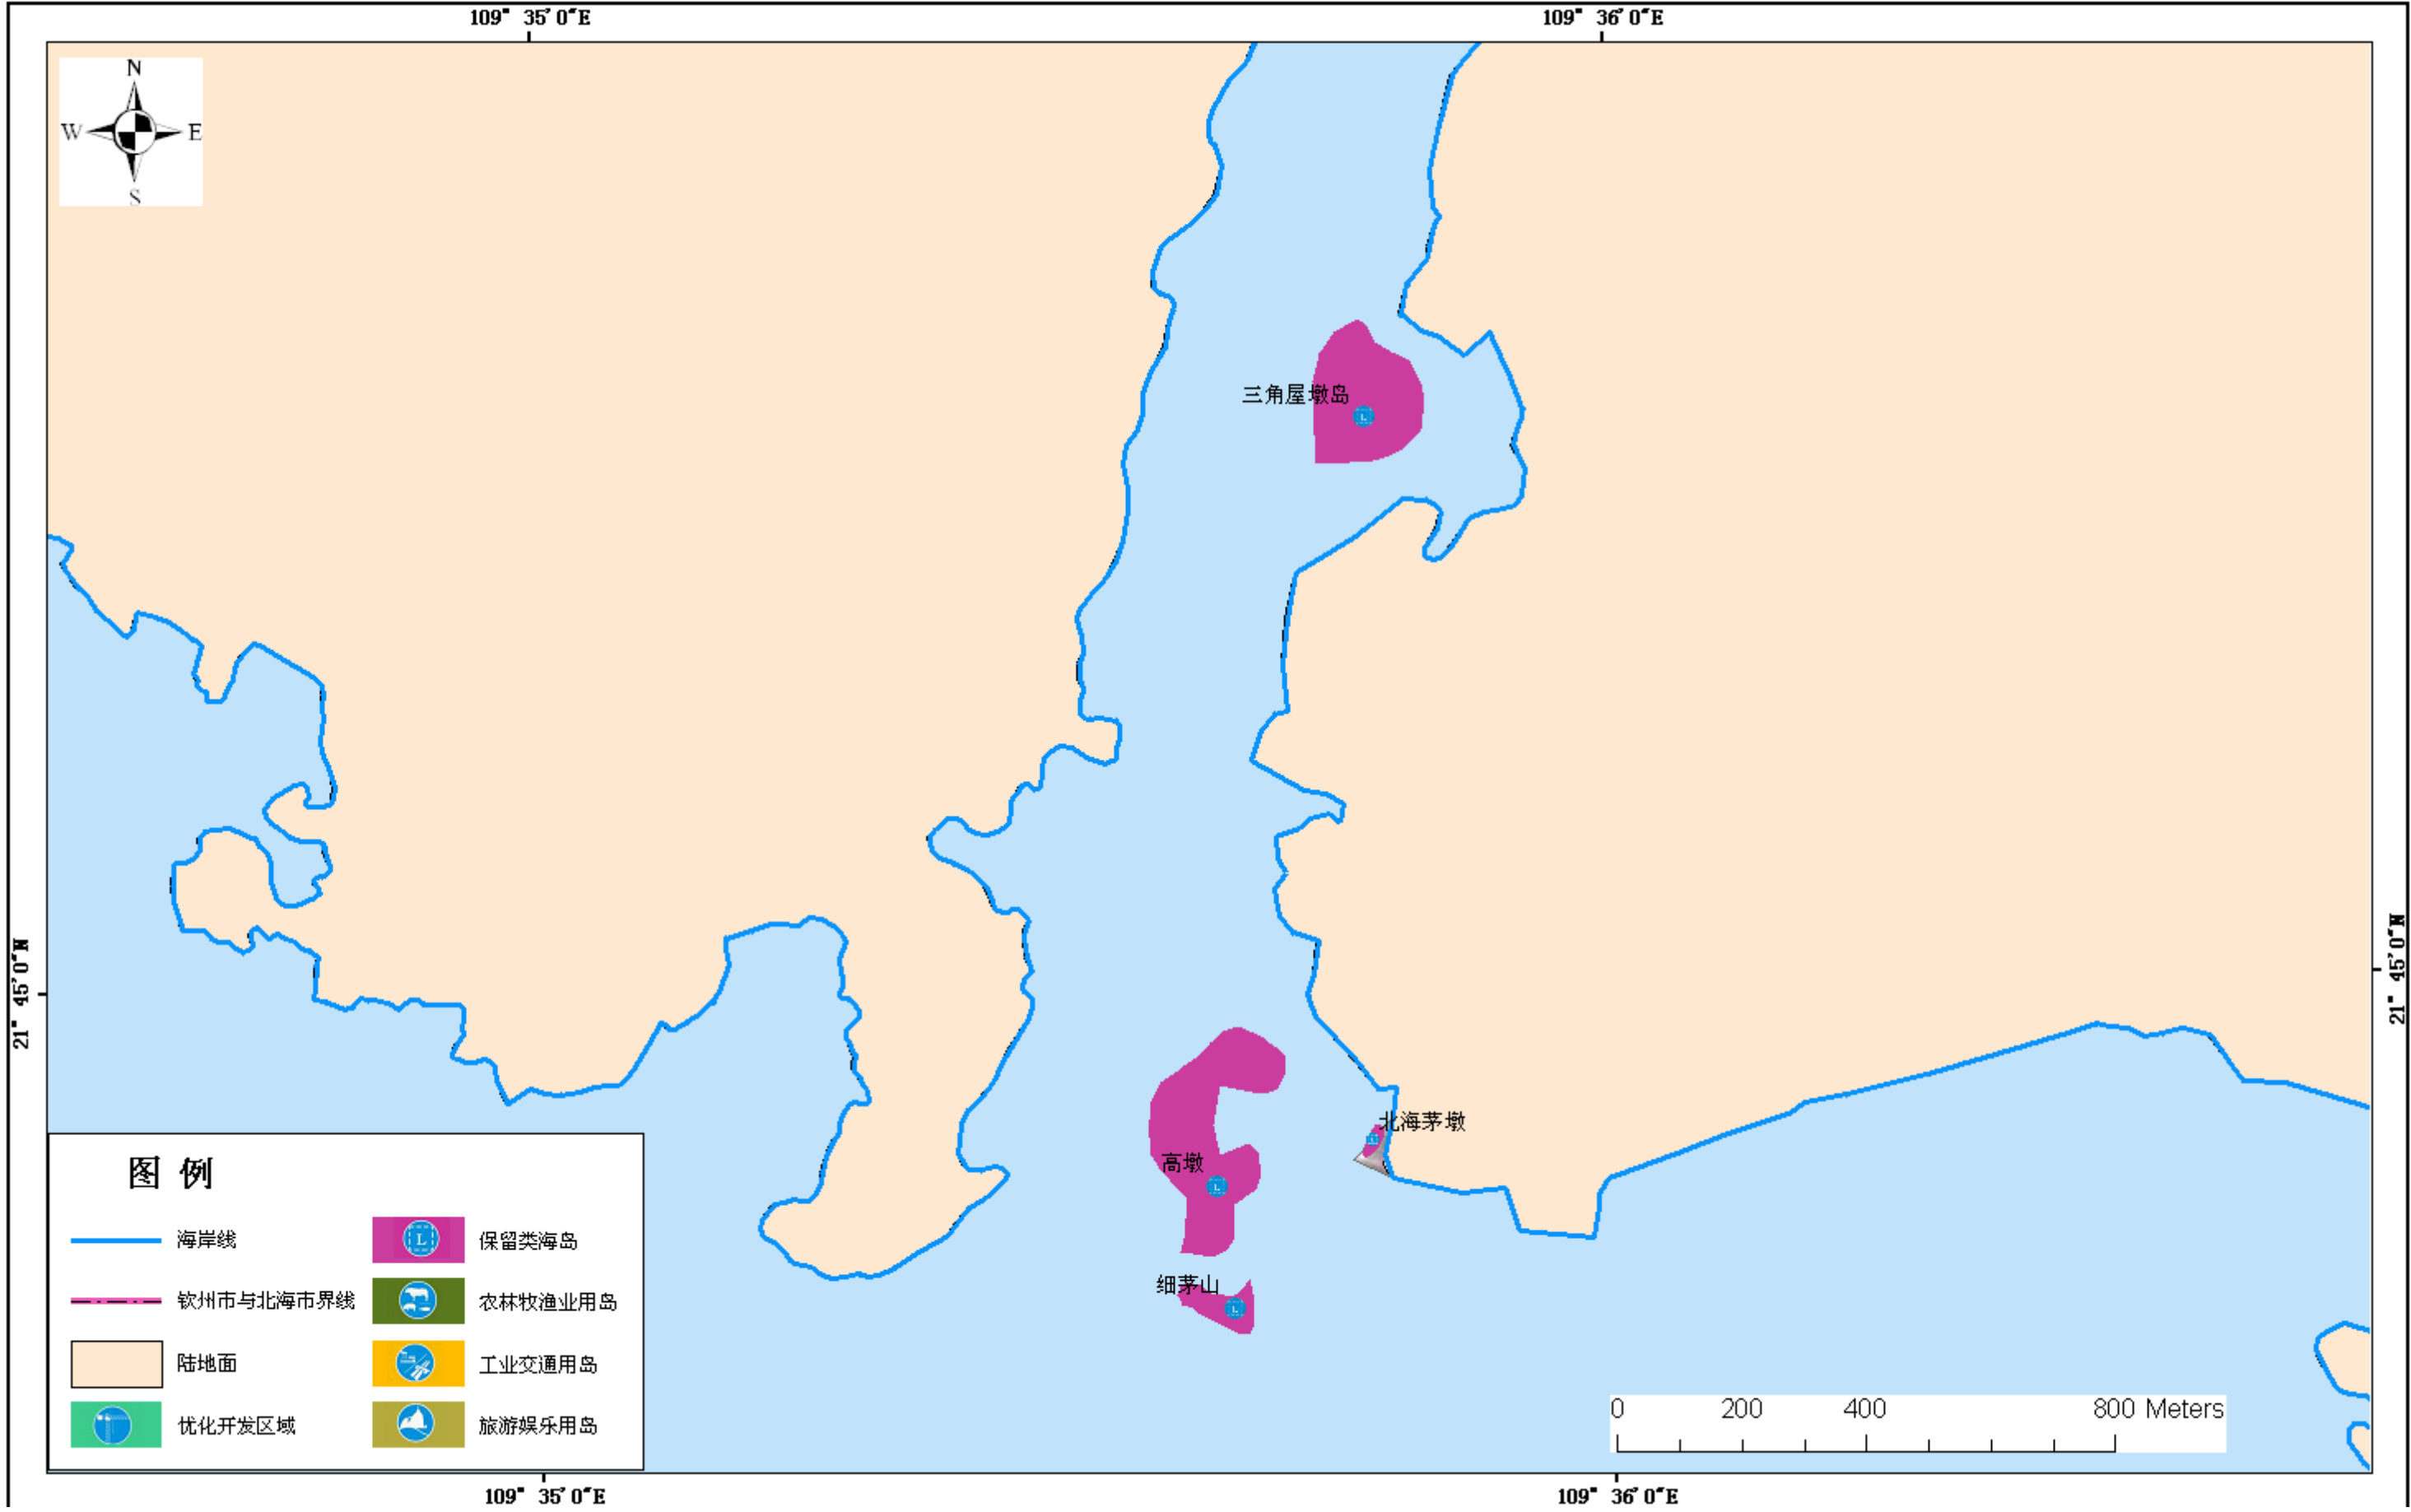 109° 35′ 0″E
109° 36′ 0″E
N
W
E
S
三角屋墩岛
21° 45′ 0″N
21° 45′ 0″N
北海茅墩
高墩
细茅山
图 例
海岸线
L
保留类海岛
钦州市与北海市界线
农林牧渔业用岛
陆地面
工业交通用岛
优化开发区域
旅游娱乐用岛
0 200 400 800 Meters
109° 35′ 0″E
109° 36′ 0″E